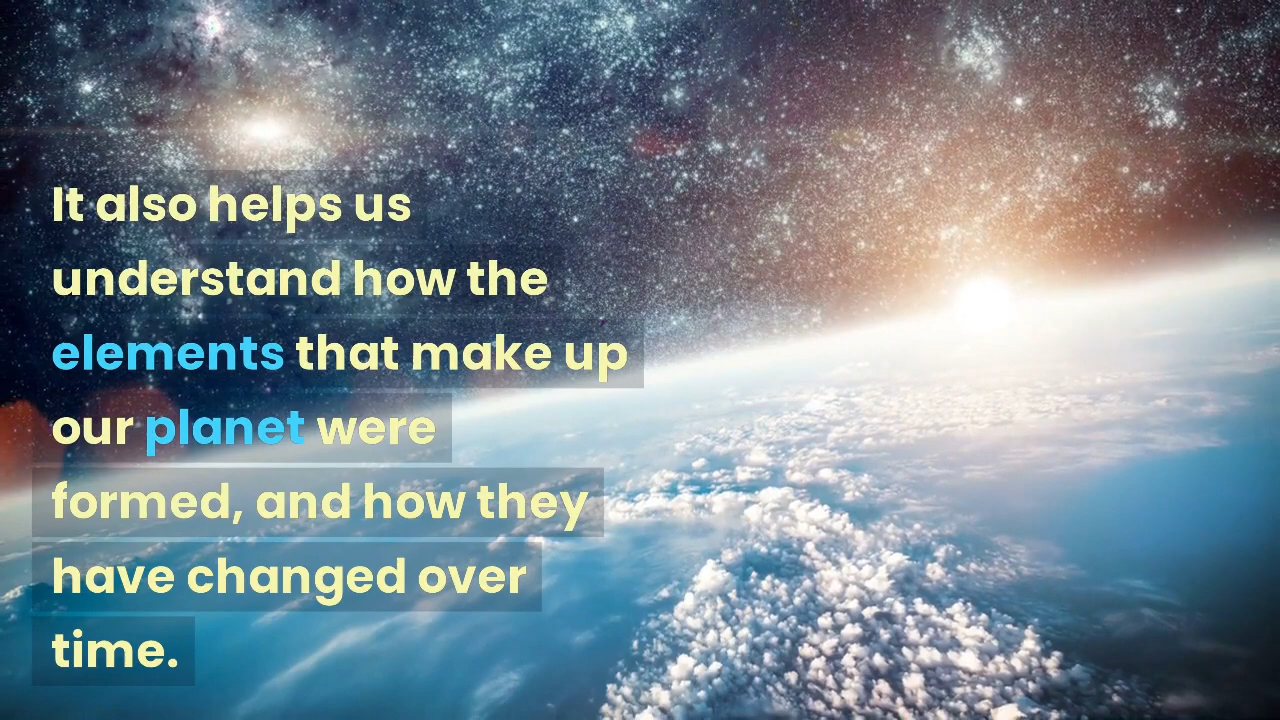 It also helps us
understand how the
elements that make up
our planet were
formed, and how they
have changed over
time.